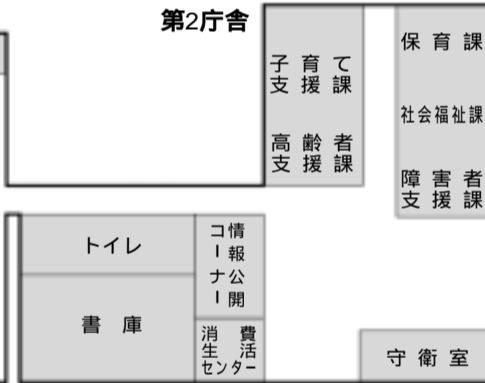 第2庁舎
子育て
支援課
高齢者
支援課
保育課
社会福祉課
障害者
支援課
トイレ
書庫
情報公開
コーナー
消費
生活
センター
守衛室